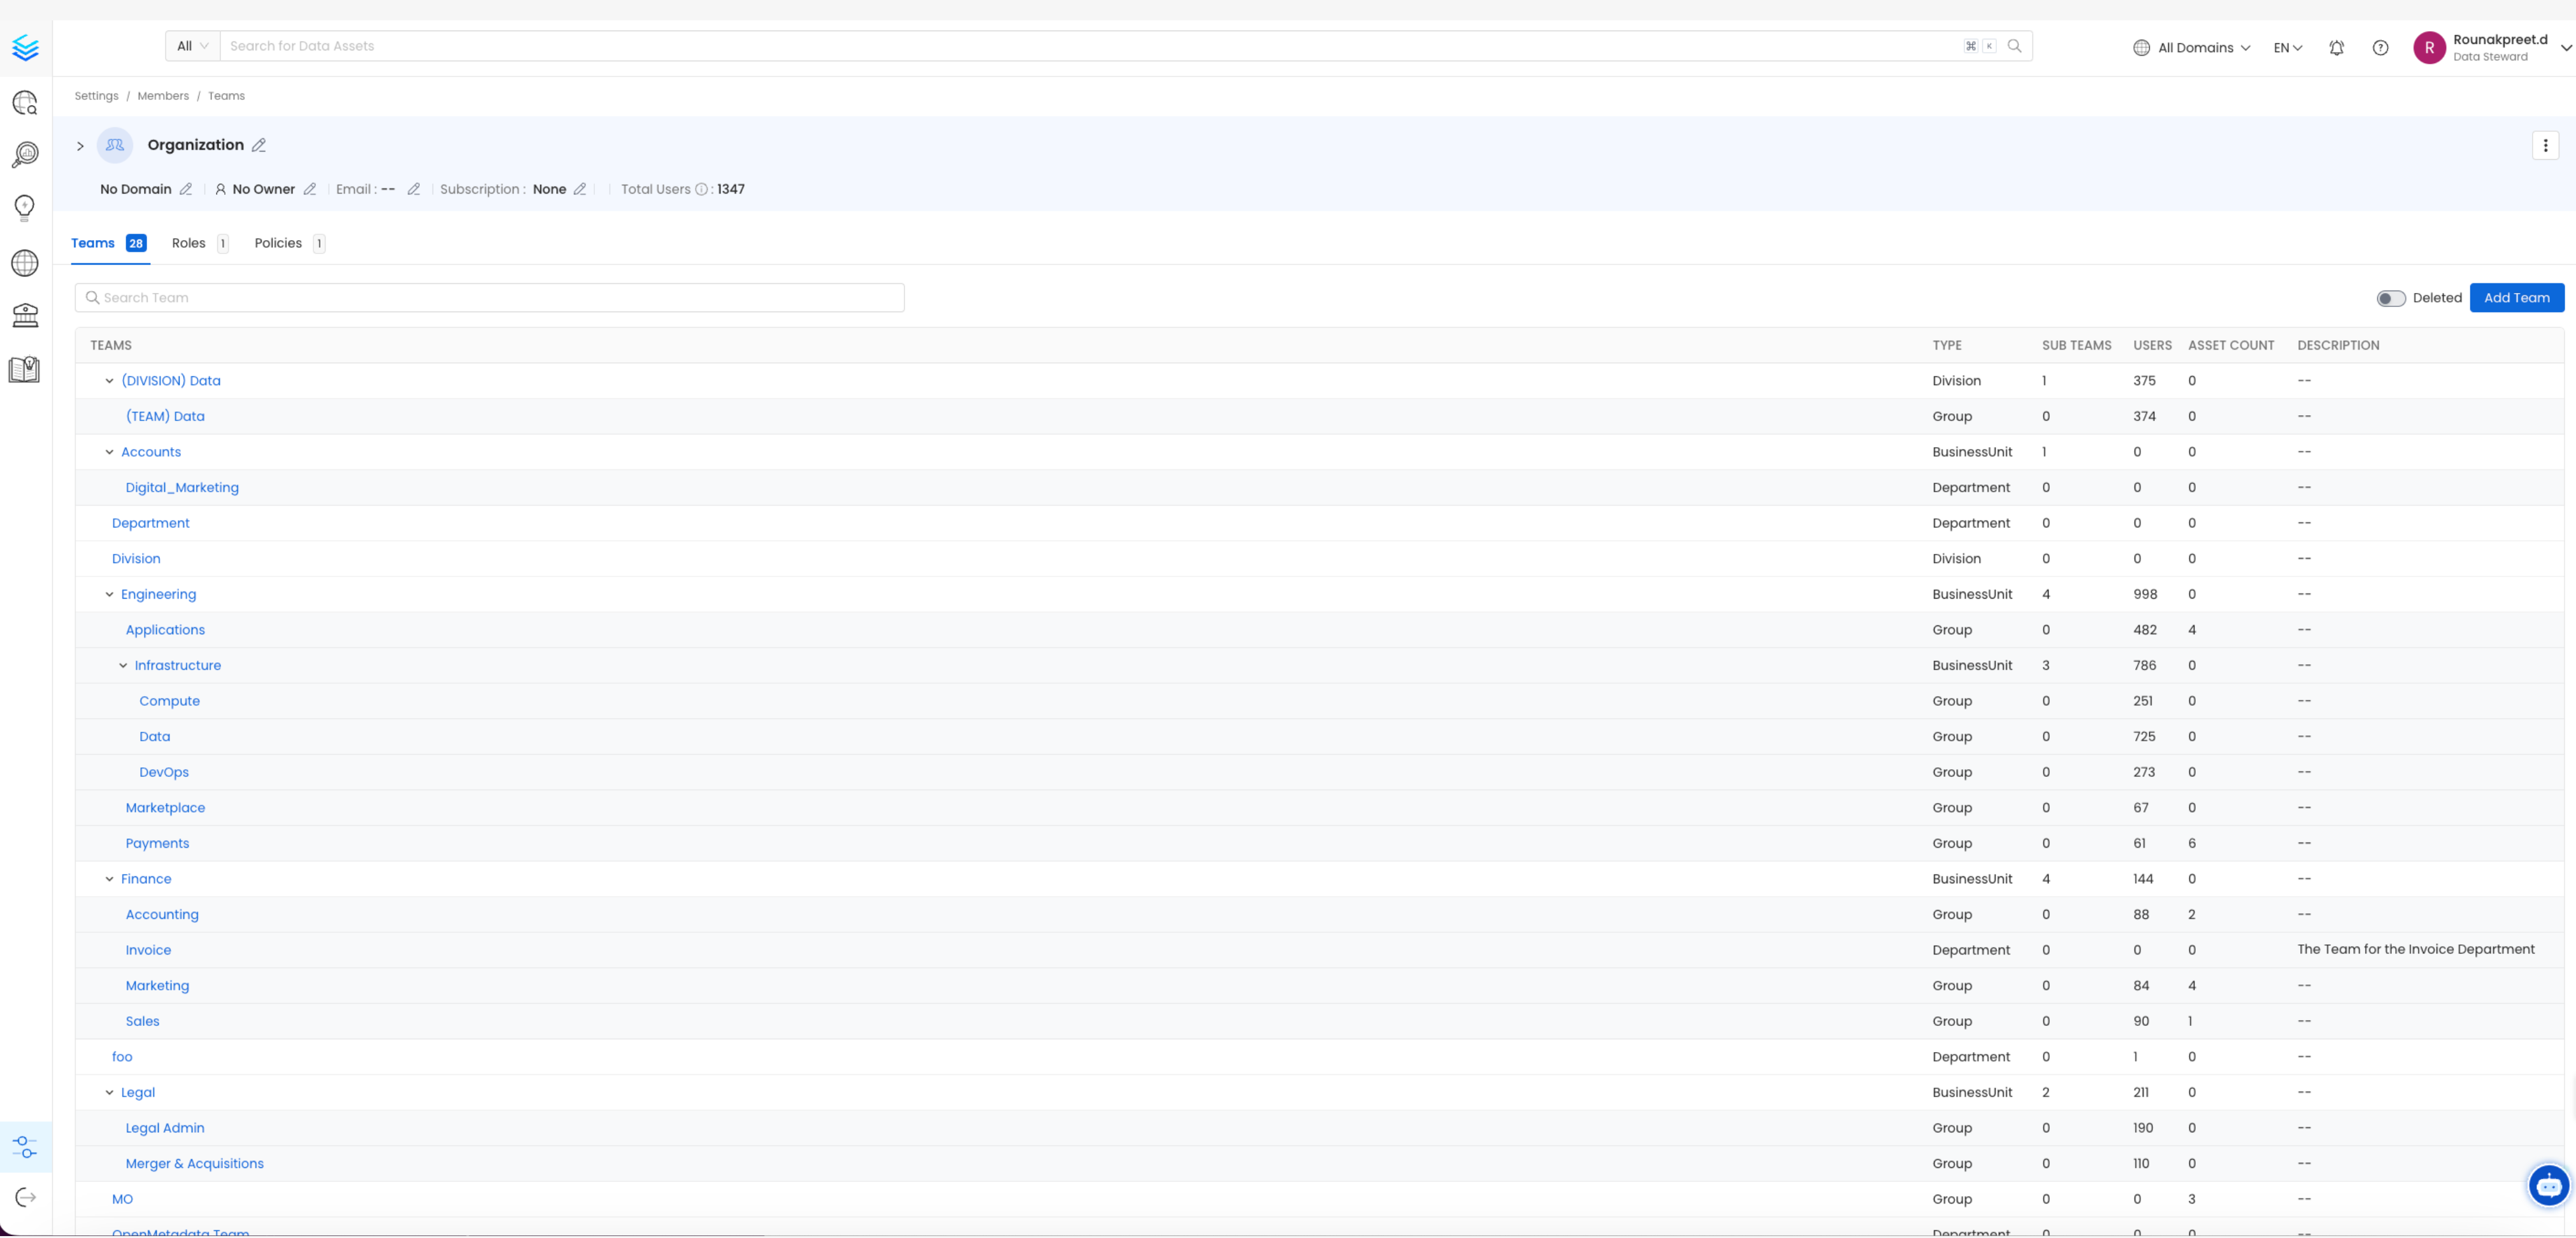 All Search for Data Assets ⌘ K All Domains EN R Rounakpreet.d
Data Steward
Settings / Members / Teams
Organization
No Domain No Owner Email : -- Subscription : None Total Users : 1347
Teams 28 Roles 1 Policies 1
Search Team Deleted Add Team
TEAMS TYPE SUB TEAMS USERS ASSET COUNT DESCRIPTION
(DIVISION) Data Division 1 375 0 --
(TEAM) Data Group 0 374 0 --
Accounts BusinessUnit 1 0 0 --
Digital_Marketing Department 0 0 0 --
Department Department 0 0 0 --
Division Division 0 0 0 --
Engineering BusinessUnit 4 998 0 --
Applications Group 0 482 4 --
Infrastructure BusinessUnit 3 786 0 --
Compute Group 0 251 0 --
Data Group 0 725 0 --
DevOps Group 0 273 0 --
Marketplace Group 0 67 0 --
Payments Group 0 61 6 --
Finance BusinessUnit 4 144 0 --
Accounting Group 0 88 2 --
Invoice Department 0 0 0 The Team for the Invoice Department
Marketing Group 0 84 4 --
Sales Group 0 90 1 --
foo Department 0 1 0 --
Legal BusinessUnit 2 211 0 --
Legal Admin Group 0 190 0 --
Merger & Acquisitions Group 0 110 0 --
MO Group 0 0 3 --
OpenMetadata Team Department 0 0 0 --